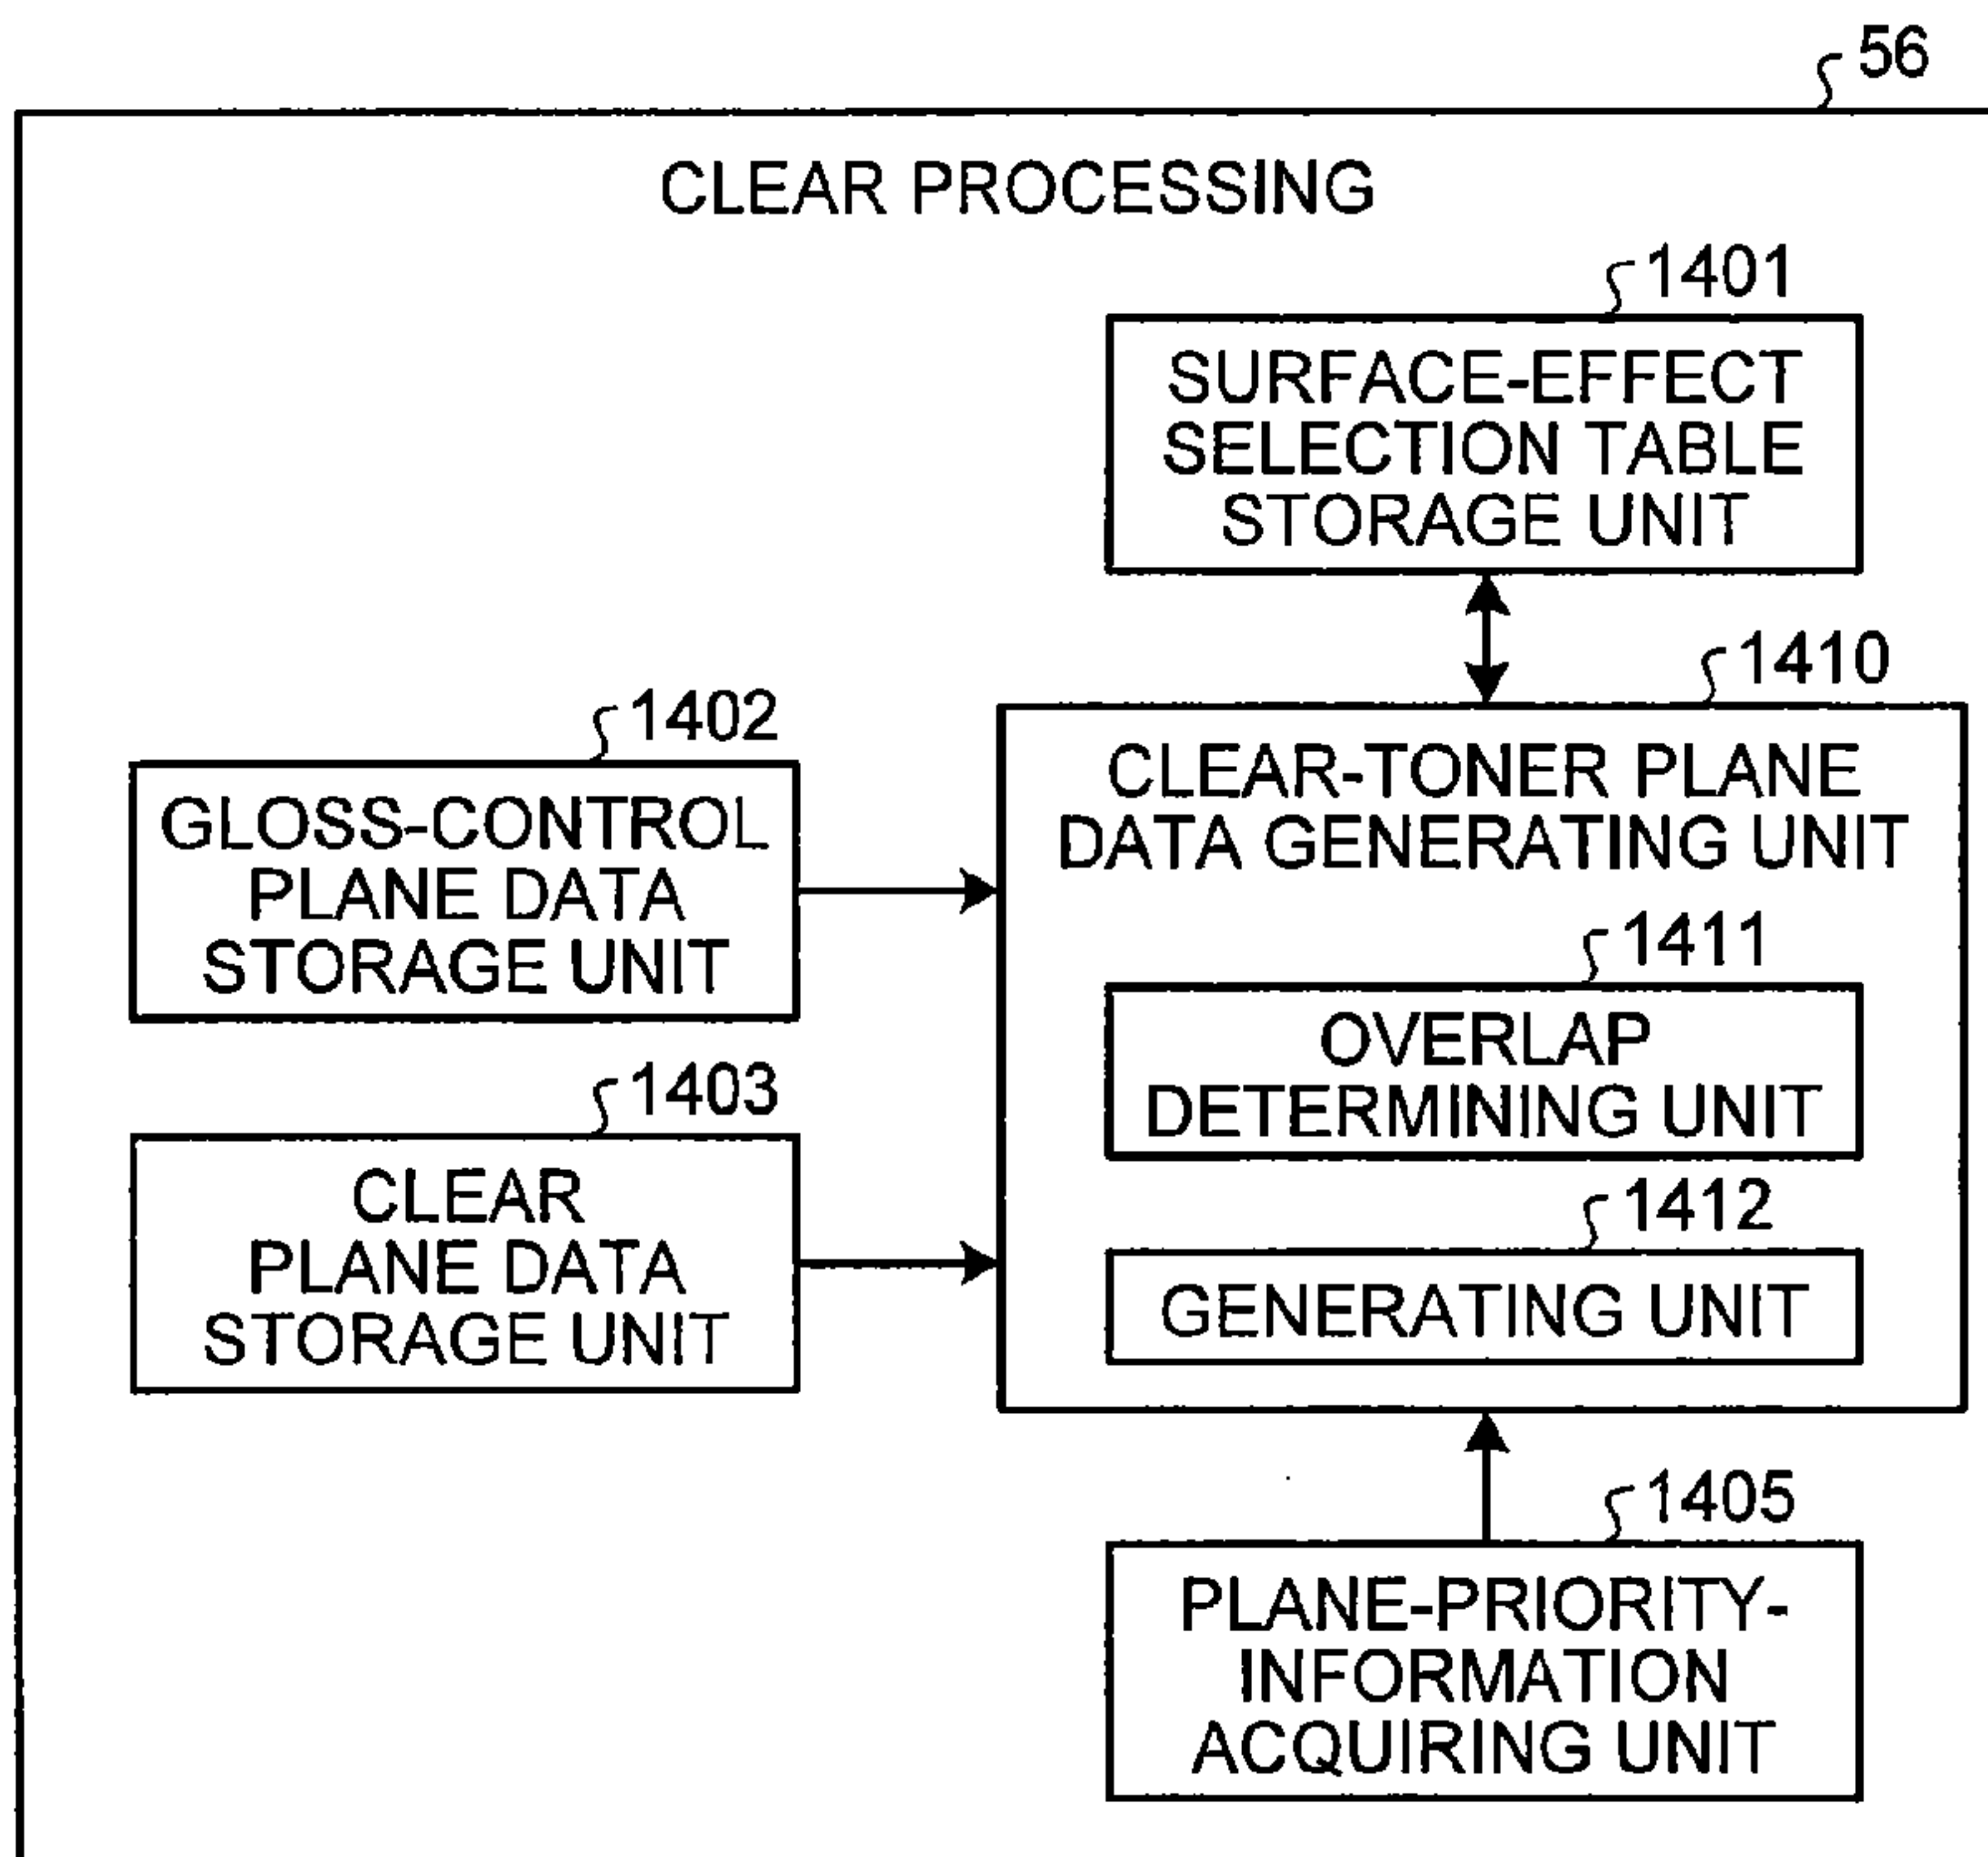 56
CLEAR PROCESSING
1401
SURFACE-EFFECT
SELECTION TABLE
STORAGE UNIT
1410
CLEAR-TONER PLANE
DATA GENERATING UNIT
1402
GLOSS-CONTROL
PLANE DATA
STORAGE UNIT
1411
OVERLAP
DETERMINING UNIT
1403
CLEAR
PLANE DATA
STORAGE UNIT
1412
GENERATING UNIT
1405
PLANE-PRIORITY-
INFORMATION
ACQUIRING UNIT